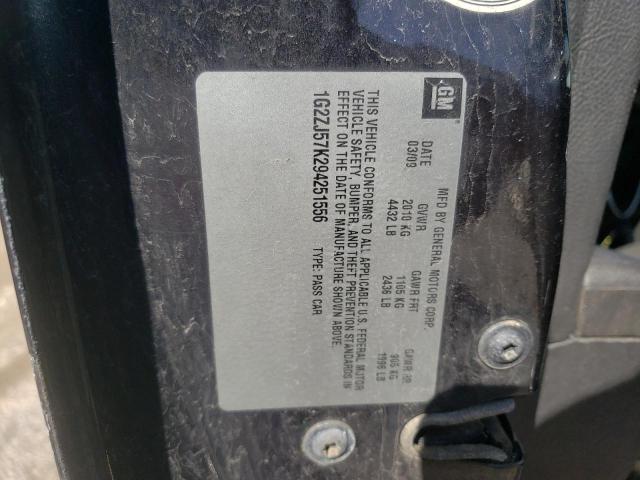 GM
MFD BY GENERAL MOTORS CORP.
DATE GVWR GAWR FRT GAWR RR
03/09 2010 KG 1105 KG 905 KG
4432 LB 2436 LB 1996 LB
THIS VEHICLE CONFORMS TO ALL APPLICABLE U.S. FEDERAL MOTOR
VEHICLE SAFETY, BUMPER, AND THEFT PREVENTION STANDARDS IN
EFFECT ON THE DATE OF MANUFACTURE SHOWN ABOVE.
1G2ZJ57K294251556 TYPE: PASS CAR